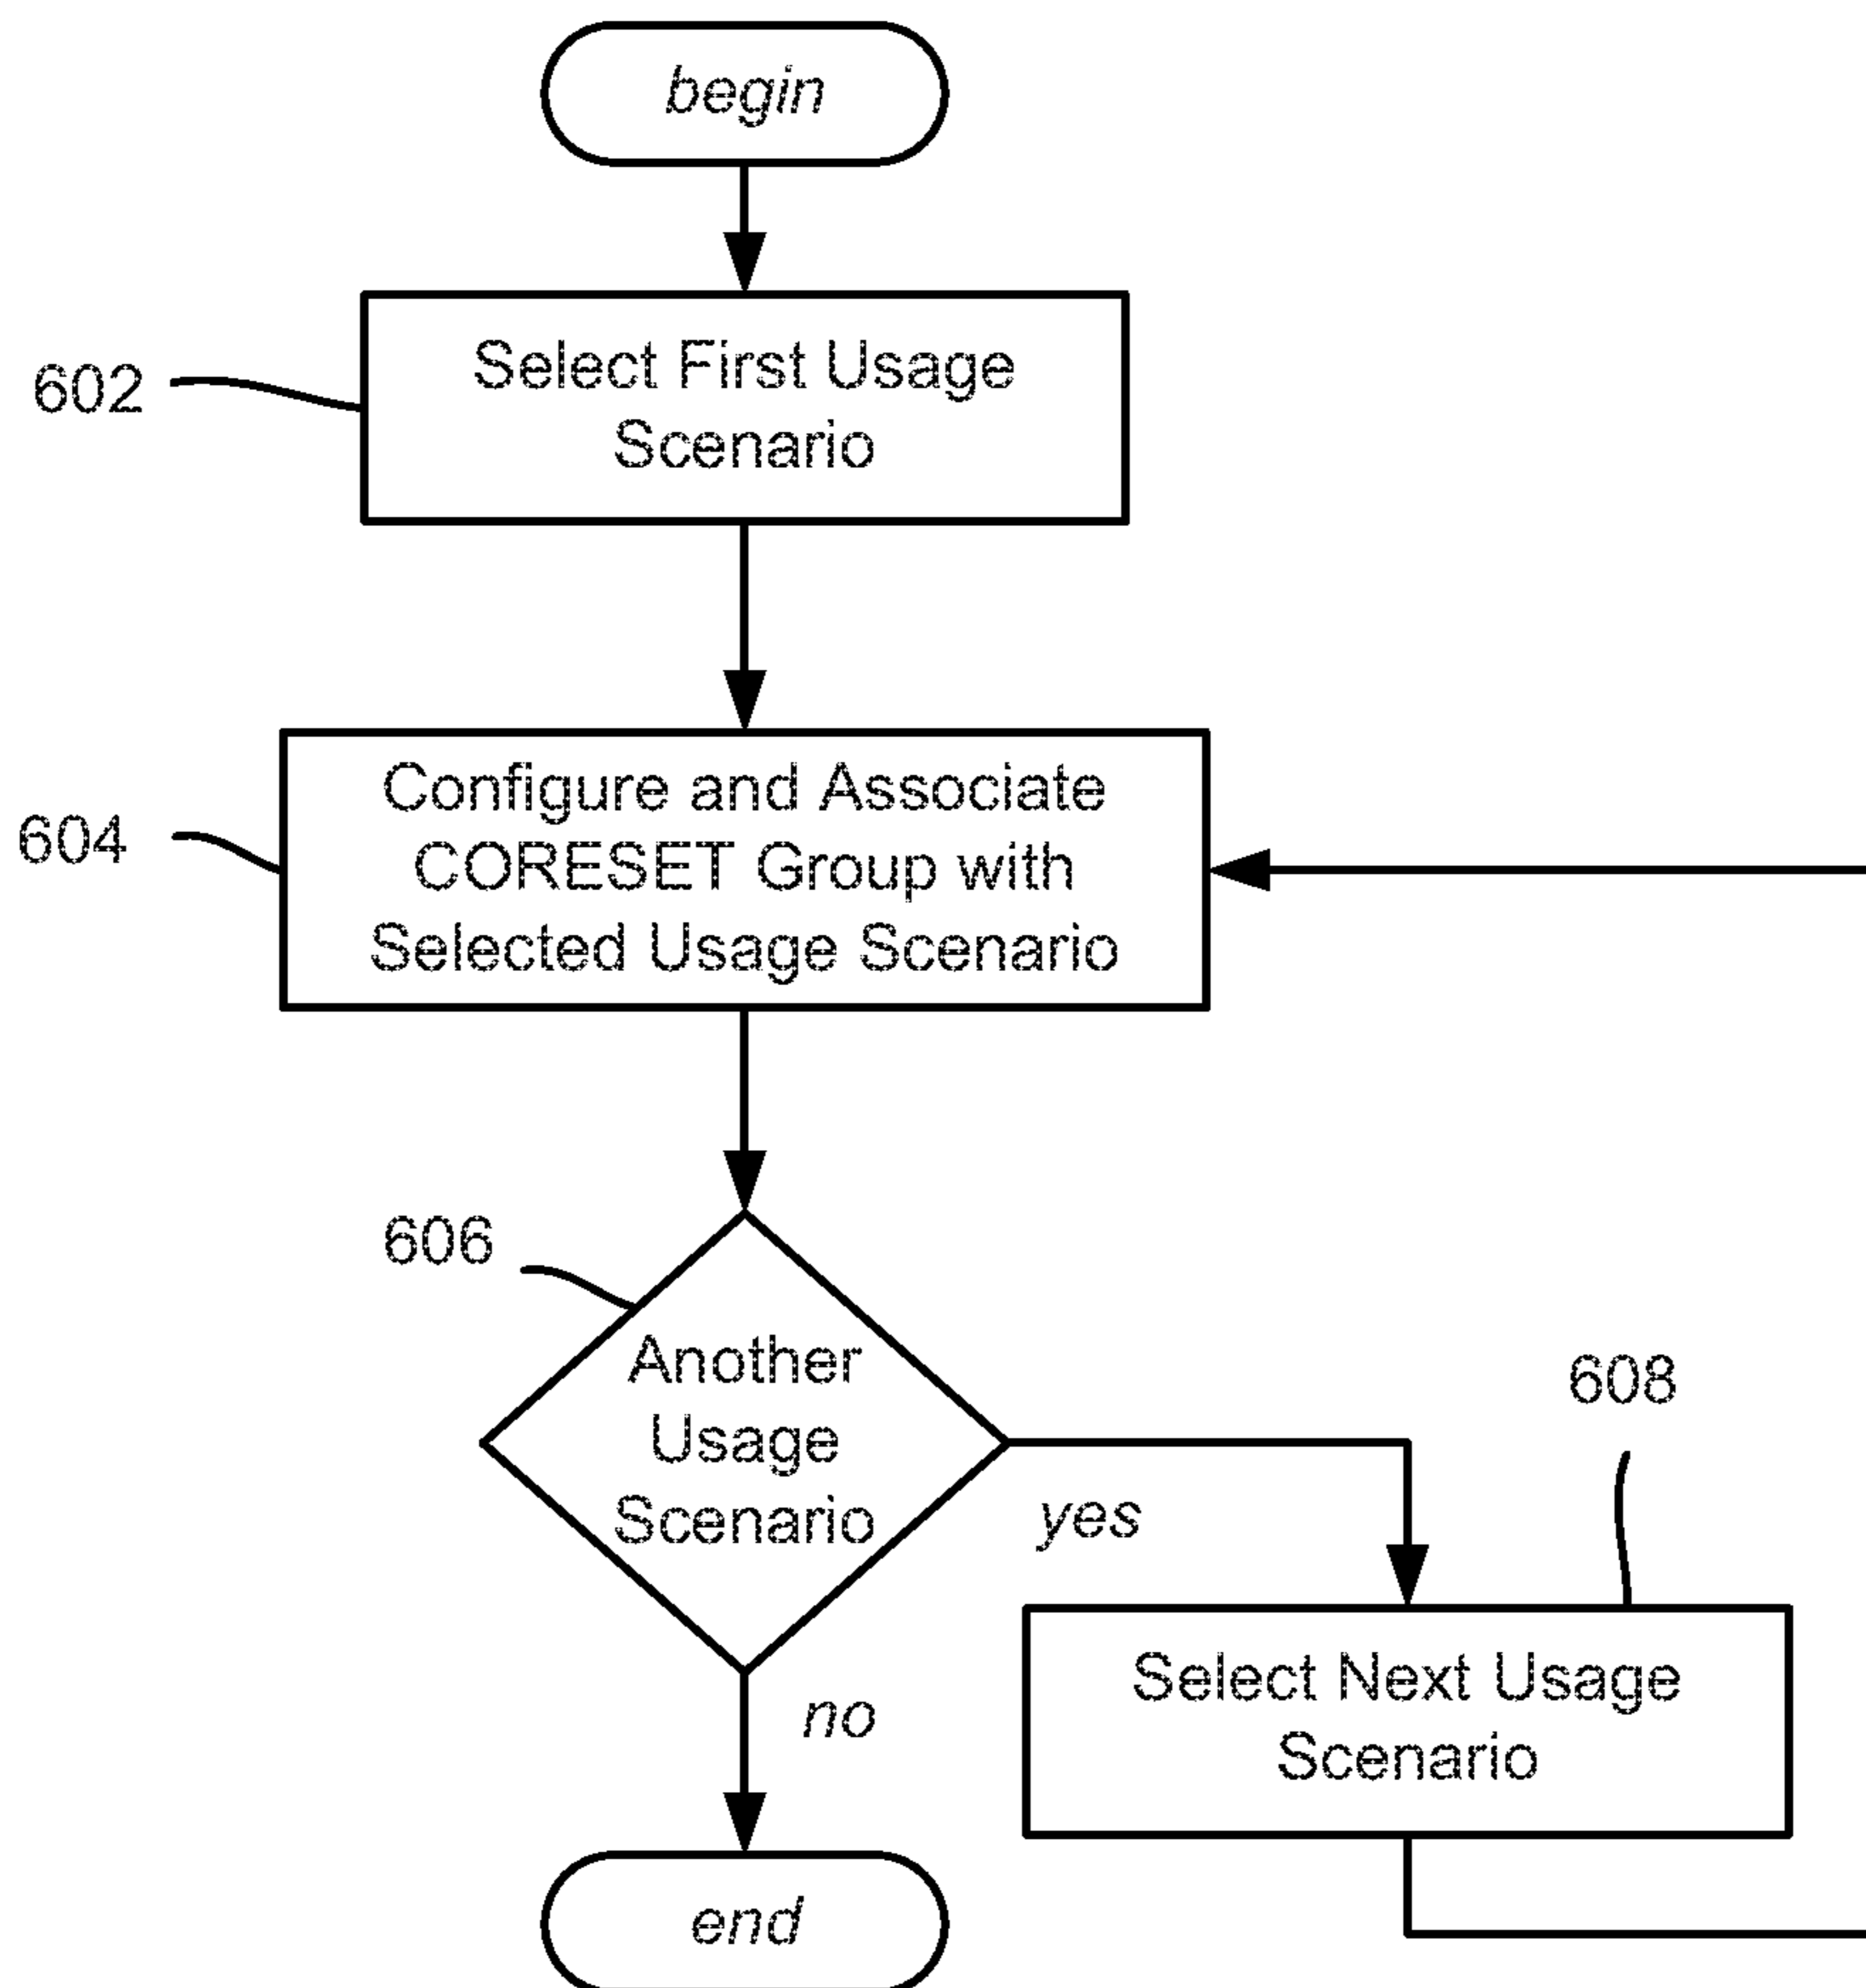 begin
602
Select First Usage
Scenario
604
Configure and Associate
CORESET Group with
Selected Usage Scenario
606
Another
Usage
Scenario
yes
608
Select Next Usage
Scenario
no
end